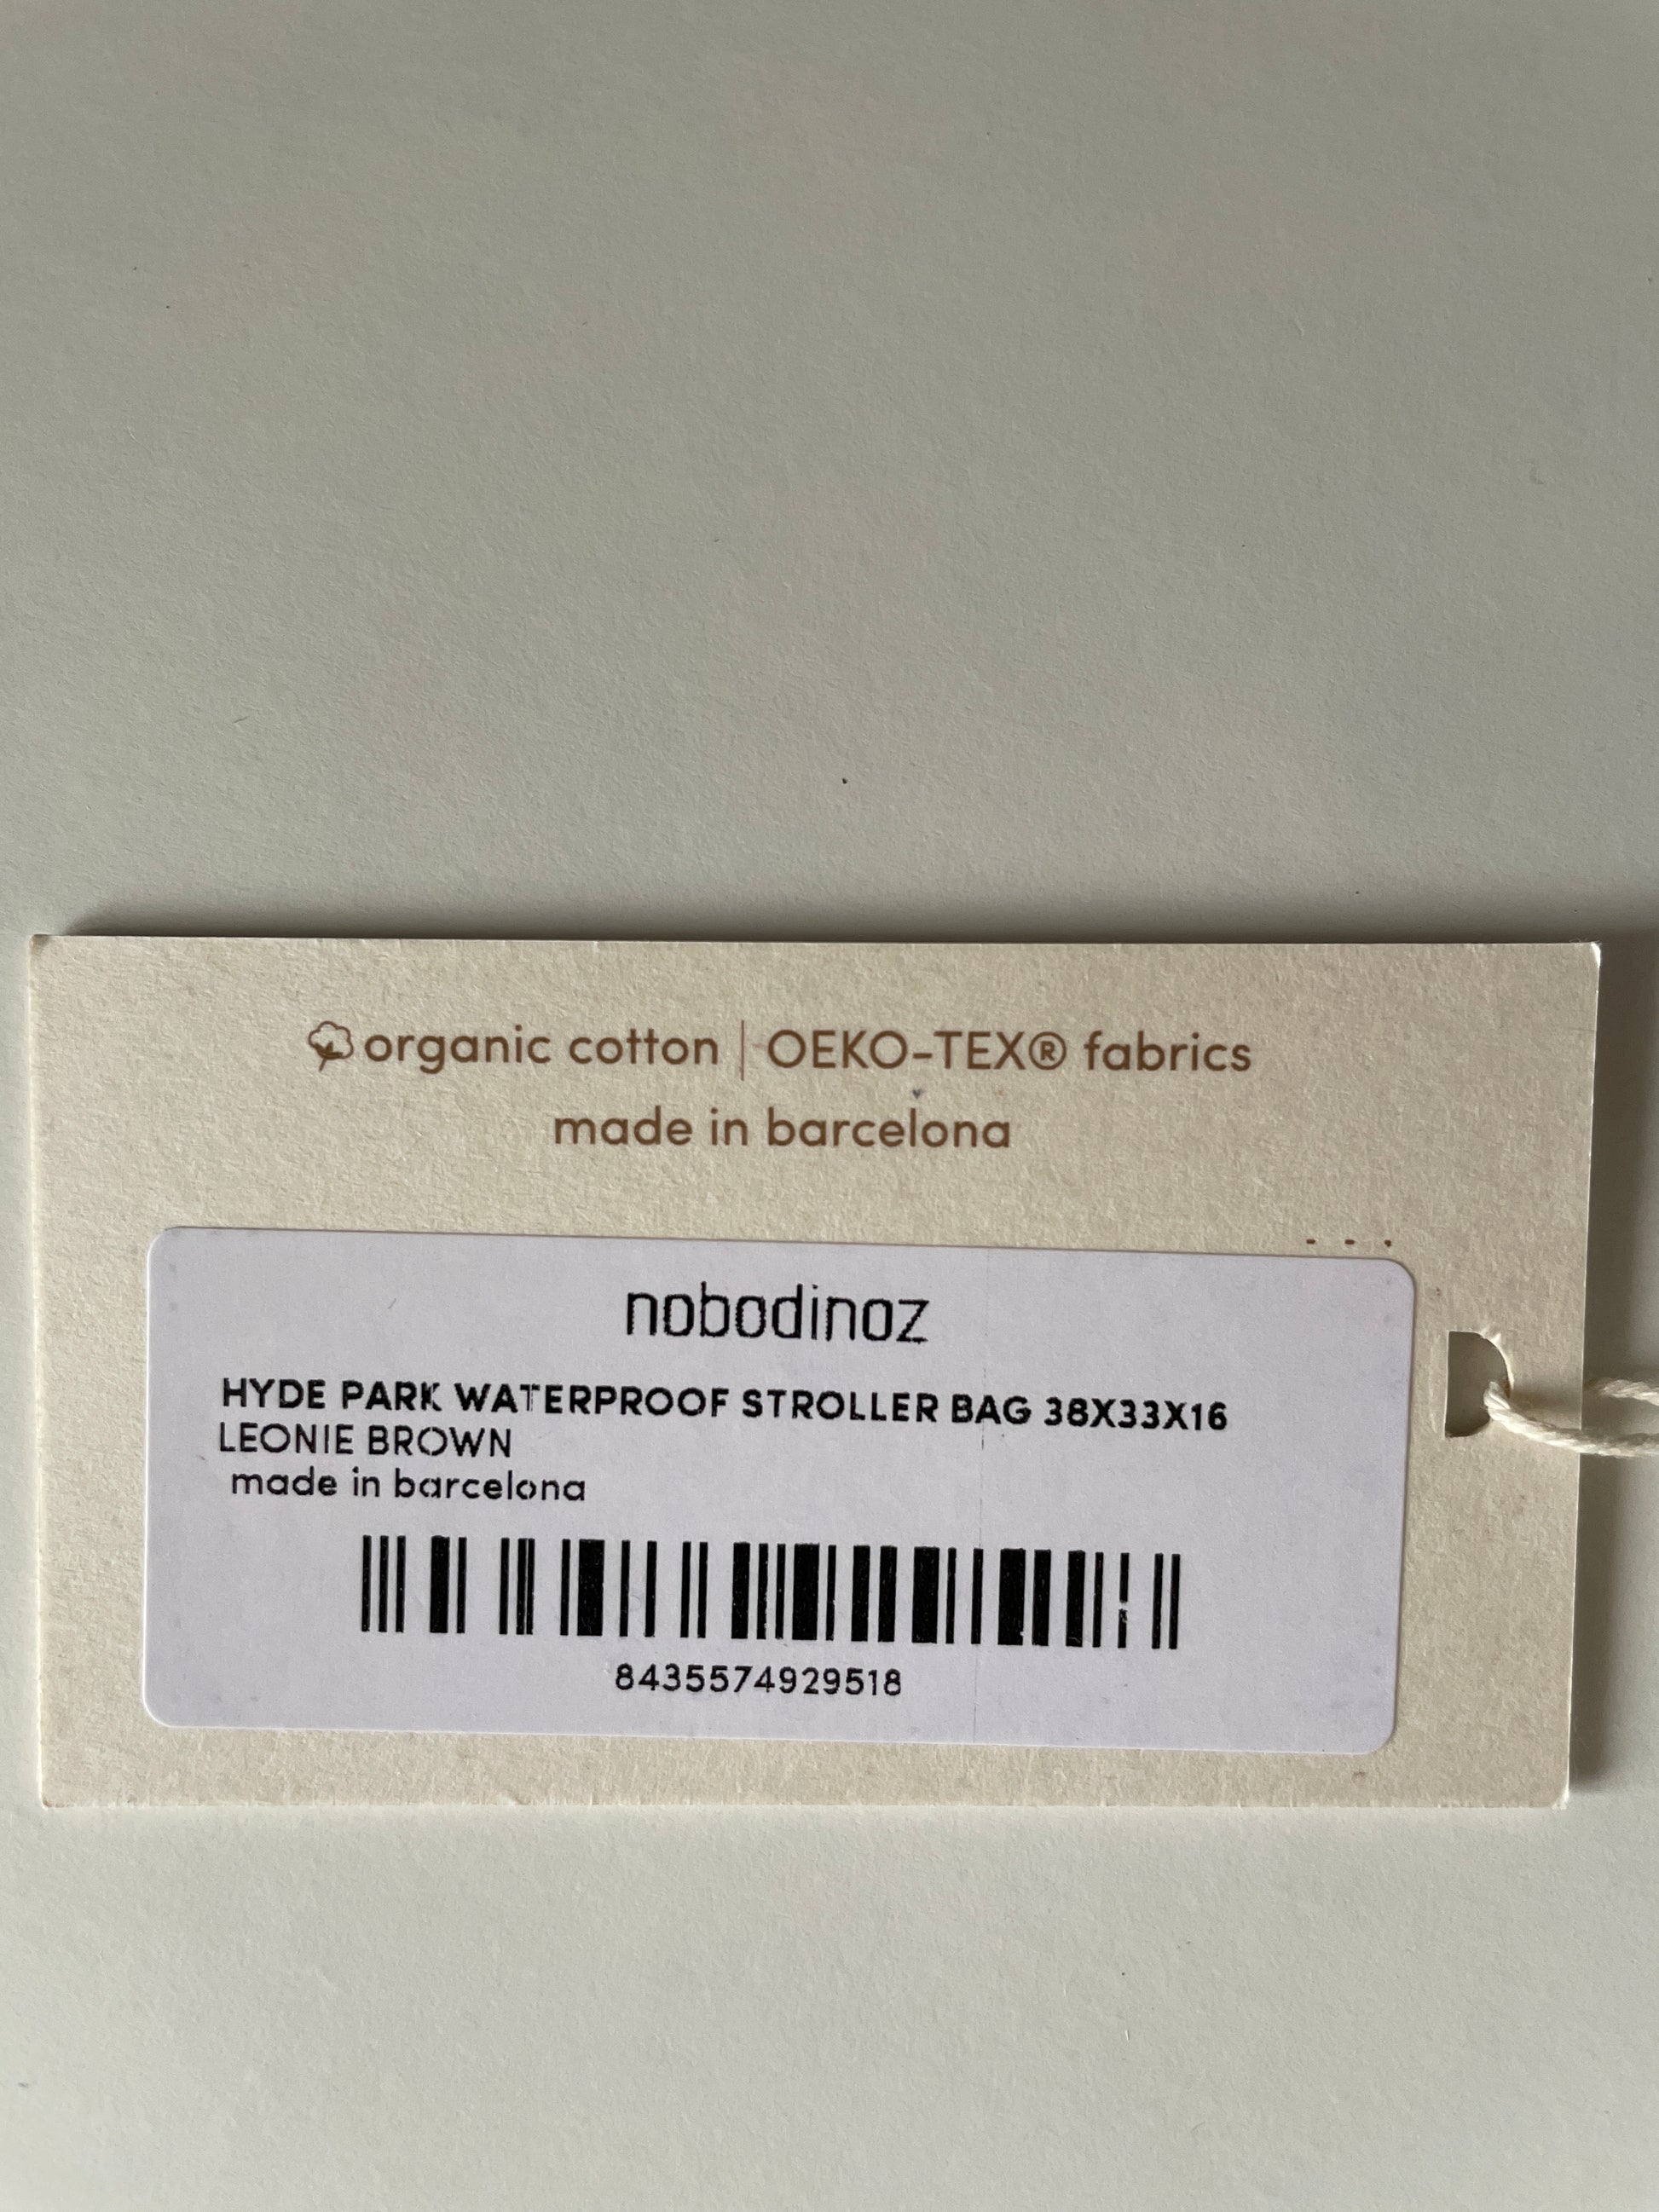 organic cotton | OEKO-TEX® fabrics
made in barcelona
nobodinoz
HYDE PARK WATERPROOF STROLLER BAG 38X33X16
LEONIE BROWN
made in barcelona
8435574929518